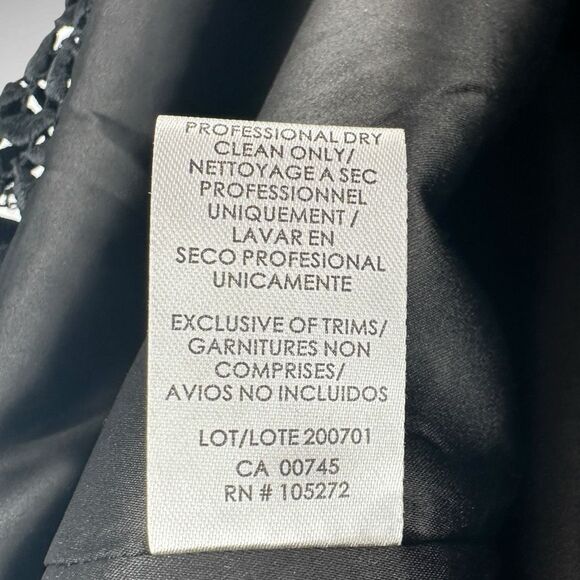 PROFESSIONAL DRY
CLEAN ONLY/
NETTOYAGE A SEC
PROFESSIONNEL
UNIQUEMENT /
LAVAR EN
SECO PROFESIONAL
UNICAMENTE
EXCLUSIVE OF TRIMS/
GARNITURES NON
COMPRISES/
AVIOS NO INCLUIDOS
LOT/LOTE 200701
CA 00745
RN # 105272